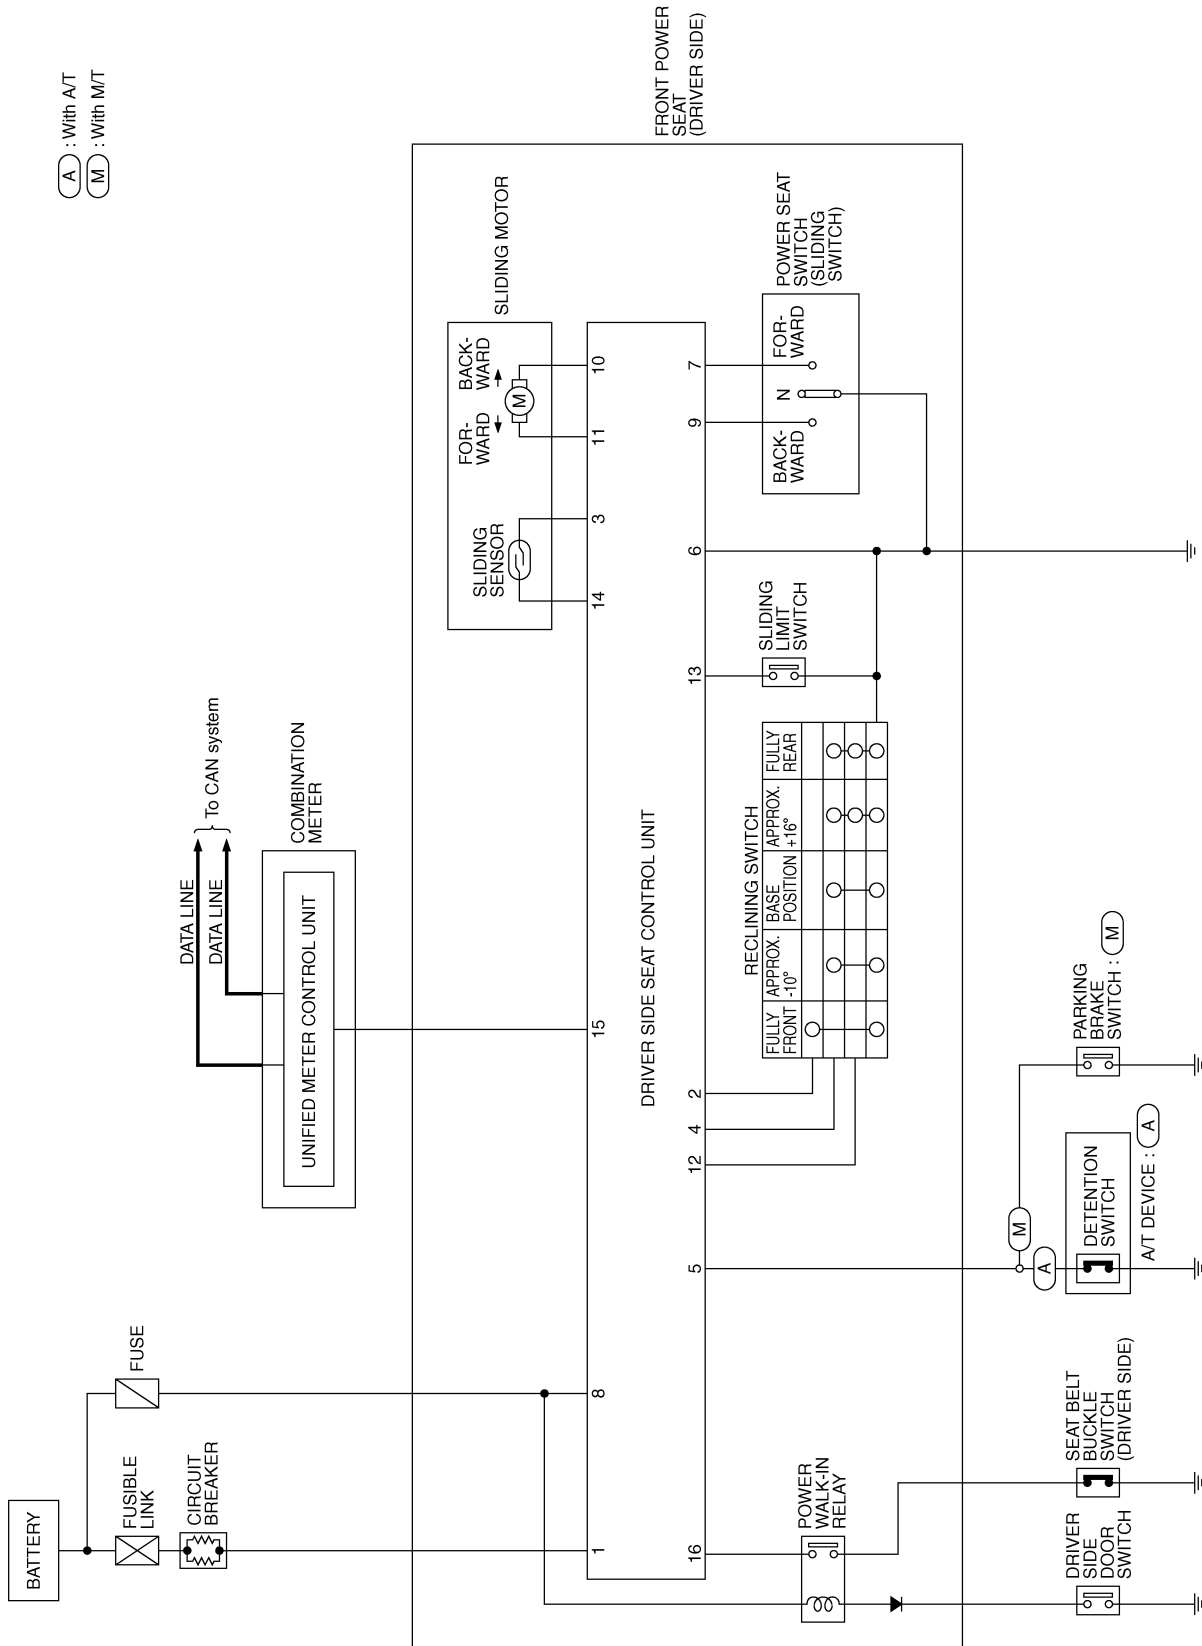 A : With A/T
M : With M/T
BATTERY
FUSIBLE
LINK
FUSE
CIRCUIT
BREAKER
DATA LINE
DATA LINE
To CAN system
COMBINATION
METER
UNIFIED METER CONTROL UNIT
FRONT POWER
SEAT
(DRIVER SIDE)
SLIDING MOTOR
SLIDING
SENSOR
FOR-
WARD
BACK-
WARD
M
1
8
15
14
3
11
10
DRIVER SIDE SEAT CONTROL UNIT
16
5
12
4
2
13
6
9
7
POWER
WALK-IN
RELAY
RECLINING SWITCH
FULLY
FRONT
APPROX.
-10°
BASE
POSITION
APPROX.
+16°
FULLY
REAR
SLIDING
LIMIT
SWITCH
BACK-
WARD
N
FOR-
WARD
POWER SEAT
SWITCH
(SLIDING
SWITCH)
DRIVER
SIDE
DOOR
SWITCH
SEAT BELT
BUCKLE
SWITCH
(DRIVER SIDE)
A
M
DETENTION
SWITCH
A/T DEVICE : A
PARKING
BRAKE
SWITCH : M